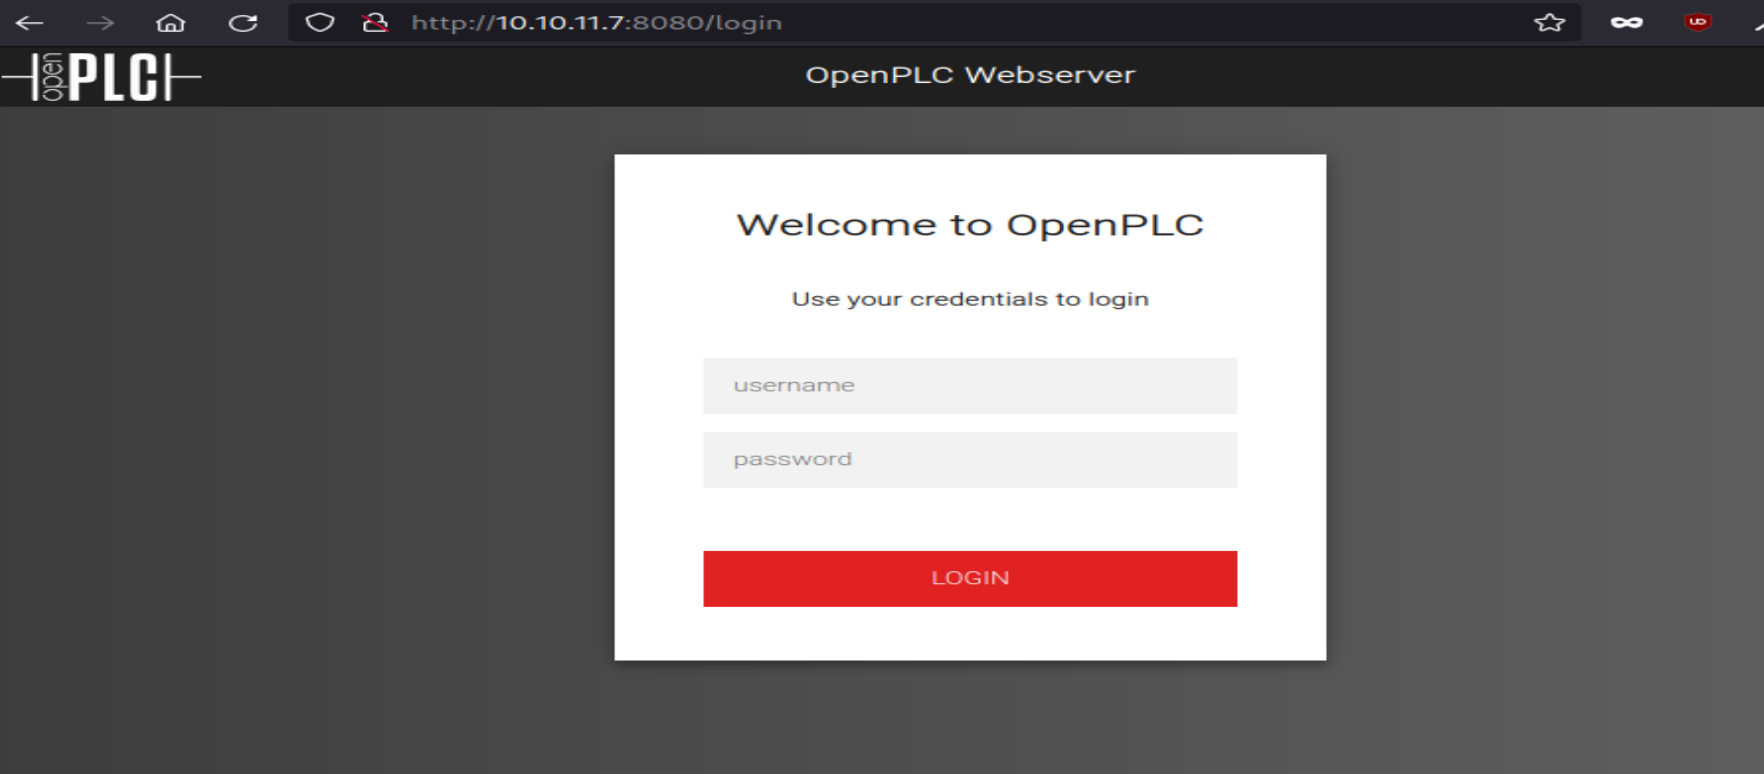 http://10.10.11.7:8080/login
open PLC
OpenPLC Webserver
Welcome to OpenPLC
Use your credentials to login
username
password
LOGIN